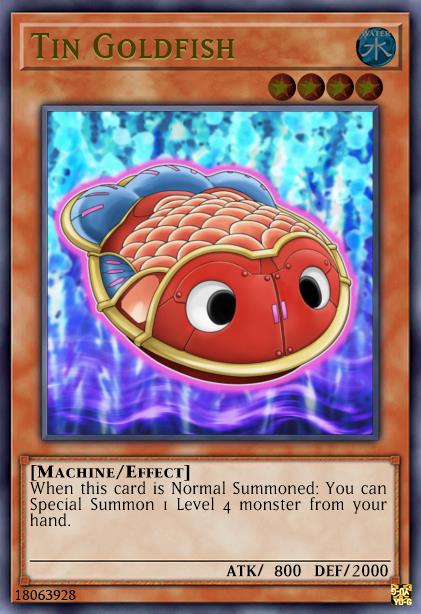 TIN GOLDFISH
WATER
水
[MACHINE/EFFECT]
When this card is Normal Summoned: You can
Special Summon 1 Level 4 monster from your
hand.
ATK/ 800 DEF/2000
18063928